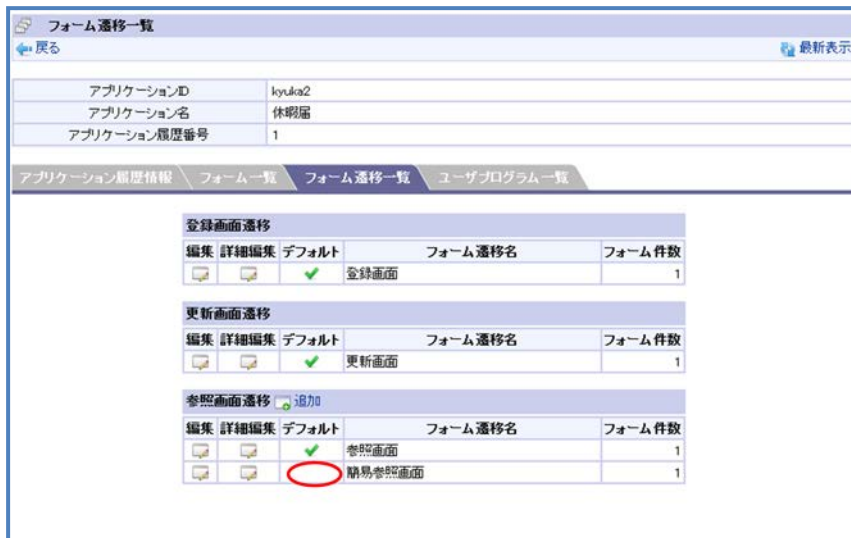 フォーム遷移一覧
戻る 最新表示
アプリケーションID kyuka2
アプリケーション名 休暇届
アプリケーション履歴番号 1
アプリケーション履歴情報 フォーム一覧 フォーム遷移一覧 ユーザプログラム一覧
登録画面遷移
編集 詳細編集 デフォルト フォーム遷移名 フォーム件数
登録画面 1
更新画面遷移
編集 詳細編集 デフォルト フォーム遷移名 フォーム件数
更新画面 1
参照画面遷移 追加
編集 詳細編集 デフォルト フォーム遷移名 フォーム件数
参照画面 1
簡易参照画面 1